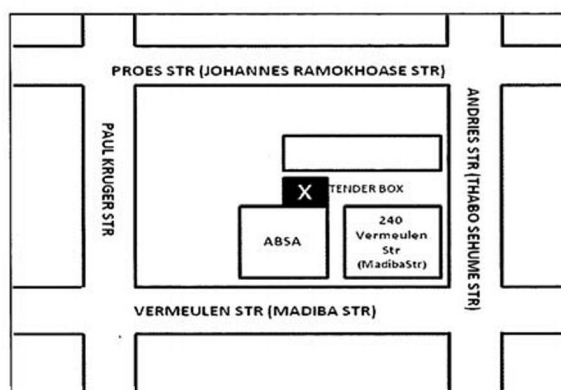 PROES STR (JOHANNES RAMOKHOASE STR)
PAUL KRUGER STR
ANDRIES STR (THABO SEHUME STR)
X
TENDER BOX
ABSA
240
Vermeulen
Str
(MadibaStr)
VERMEULEN STR (MADIBA STR)